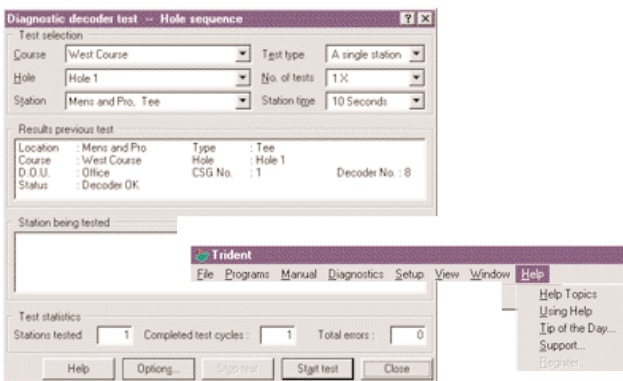 Diagnostic decoder test -- Hole sequence
Test selection
Course West Course Test type A single station
Hole Hole 1 No. of tests 1 X
Station Mens and Pro, Tee Station time 10 Seconds
Results previous test
Location : Mens and Pro Type : Tee
Course : West Course Hole : Hole 1
D.O.U. : Office CSG No. : 1 Decoder No. : 8
Status : Decoder OK
Station being tested
Trident
File Programs Manual Diagnostics Setup View Window Help
Help Topics
Using Help
Tip of the Day...
Support...
Register...
Test statistics
Stations tested 1 Completed test cycles : 1 Total errors : 0
Help Options... Stop test Start test Close